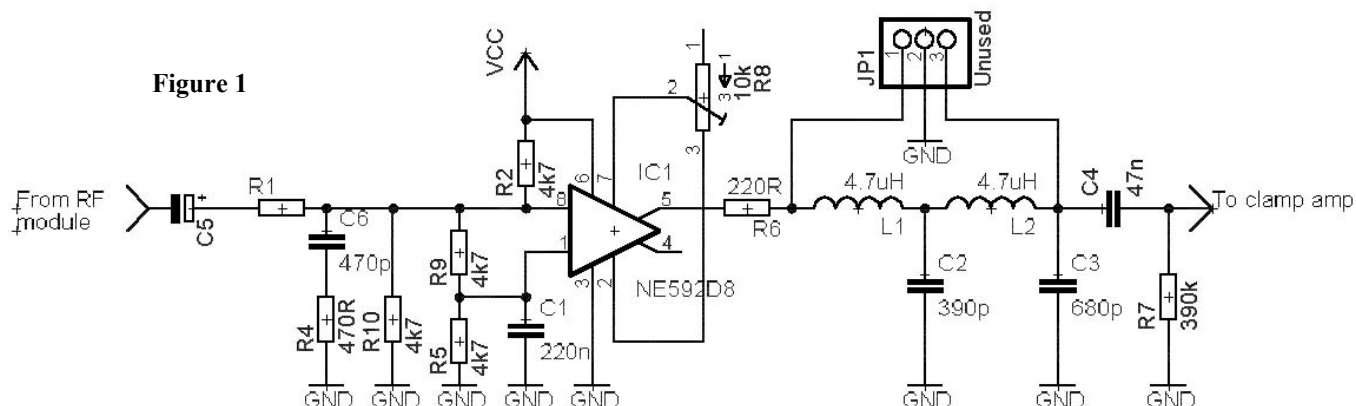 Figure 1
VCC
1
2
3
3
1
10k
R8
JP1
1
2
3
Unused
GND
From RF
module
+
C5
R1
C6
470p
R4
470R
R10
4k7
R9
4k7
R5
4k7
R2
4k7
C1
220n
6
7
8
1
3
2
5
4
IC1
NE592D8
220R
R6
4.7uH
L1
4.7uH
L2
C2
390p
C3
680p
C4
47n
R7
390k
To clamp amp
GND
GND
GND
GND
GND
GND
GND
GND